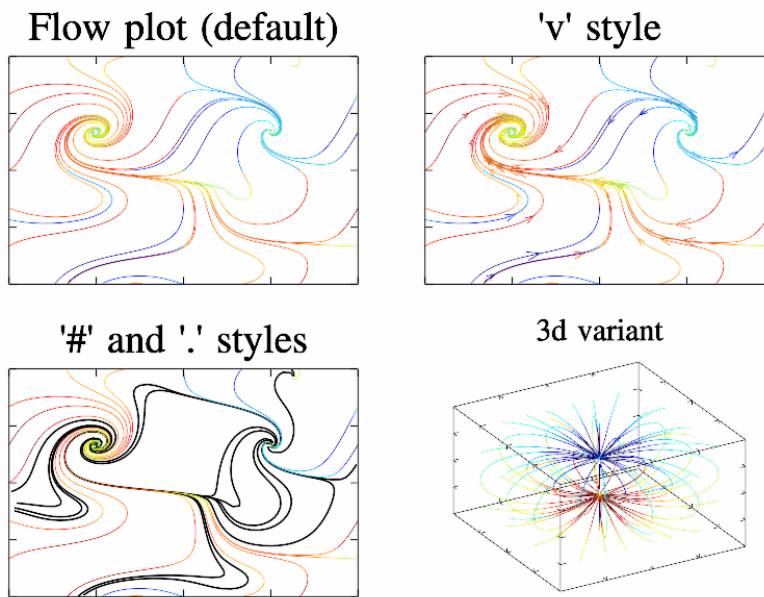 Flow plot (default)
'v' style
'#' and '.' styles
3d variant